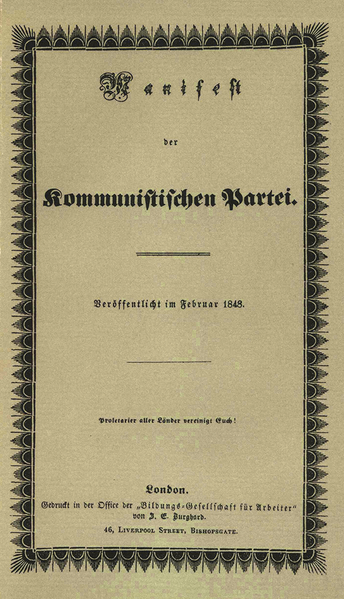 Manifest
der
Kommunistischen Partei.
Veröffentlicht im Februar 1848.
Proletarier aller Länder vereinigt Euch!
London.
Gedruckt in der Office der „Bildungs-Gesellschaft für Arbeiter“
von J. E. Burghard.
46, LIVERPOOL STREET, BISHOPSGATE.